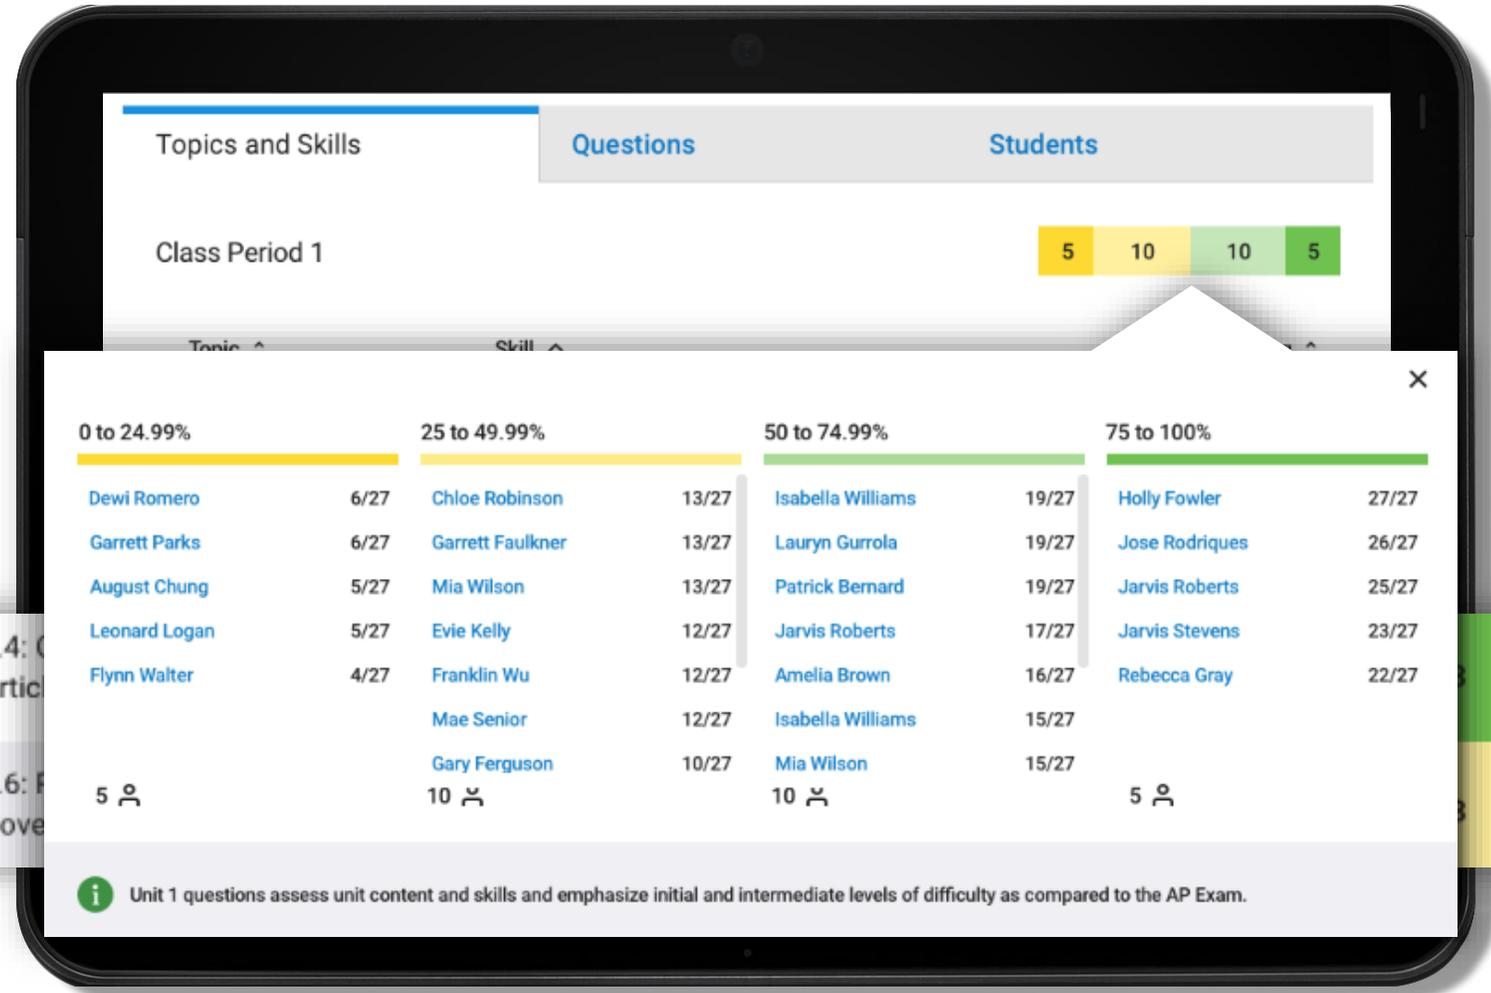 Topics and Skills Questions Students
Class Period 1 5 10 10 5
Topic Skill
0 to 24.99% 25 to 49.99% 50 to 74.99% 75 to 100%
Dewi Romero 6/27 Chloe Robinson 13/27 Isabella Williams 19/27 Holly Fowler 27/27
Garrett Parks 6/27 Garrett Faulkner 13/27 Lauryn Gurrola 19/27 Jose Rodriques 26/27
August Chung 5/27 Mia Wilson 13/27 Patrick Bernard 19/27 Jarvis Roberts 25/27
Leonard Logan 5/27 Evie Kelly 12/27 Jarvis Roberts 17/27 Jarvis Stevens 23/27
Flynn Walter 4/27 Franklin Wu 12/27 Amelia Brown 16/27 Rebecca Gray 22/27
Mae Senior 12/27 Isabella Williams 15/27
Gary Ferguson 10/27 Mia Wilson 15/27
5 10 10 5
Unit 1 questions assess unit content and skills and emphasize initial and intermediate levels of difficulty as compared to the AP Exam.